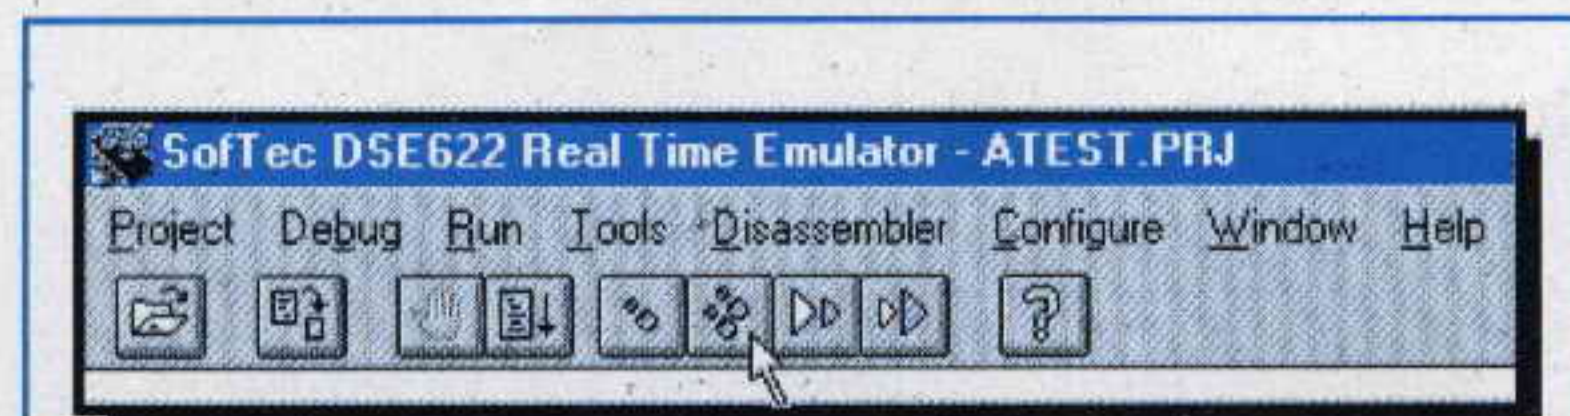 SofTec DSE622 Real Time Emulator - ATEST.PRJ
Project Debug Run Tools Disassembler Configure Window Help
?